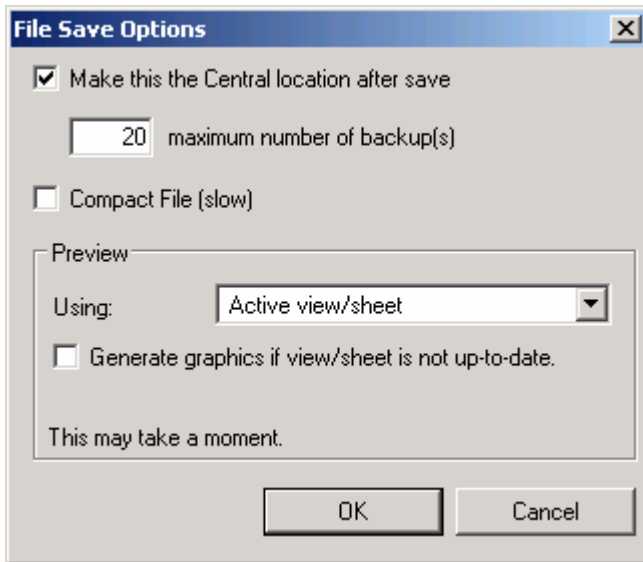 File Save Options
Make this the Central location after save
20 maximum number of backup(s)
Compact File (slow)
Preview
Using: Active view/sheet
Generate graphics if view/sheet is not up-to-date.
This may take a moment.
OK Cancel